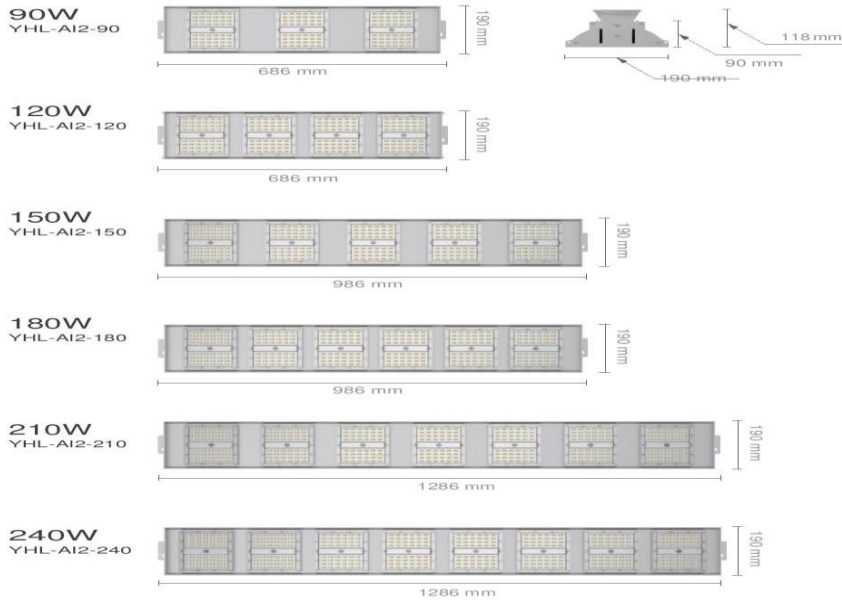 90W
YHL-AI2-90
190 mm
686 mm
118 mm
90 mm
190 mm
120W
YHL-AI2-120
190 mm
686 mm
150W
YHL-AI2-150
190 mm
986 mm
180W
YHL-AI2-180
190 mm
986 mm
210W
YHL-AI2-210
190 mm
1286 mm
240W
YHL-AI2-240
190 mm
1286 mm